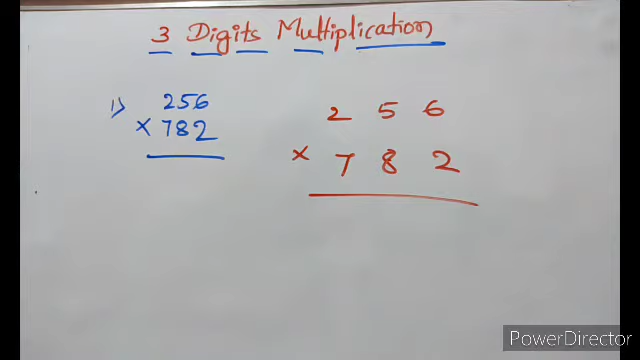 3 Digits Multiplication
1) 256
× 782
2 5 6
× 7 8 2
PowerDirector